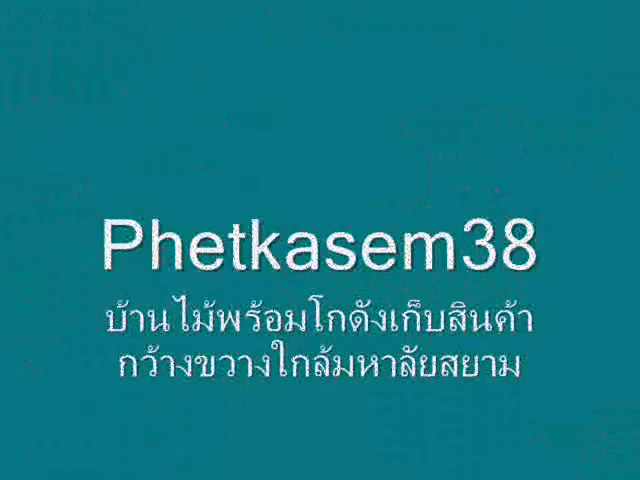 Phetkasem38
บ้านไม้พร้อมโกดังเก็บสินค้า
กว้างขวางใกล้มหาลัยสยาม